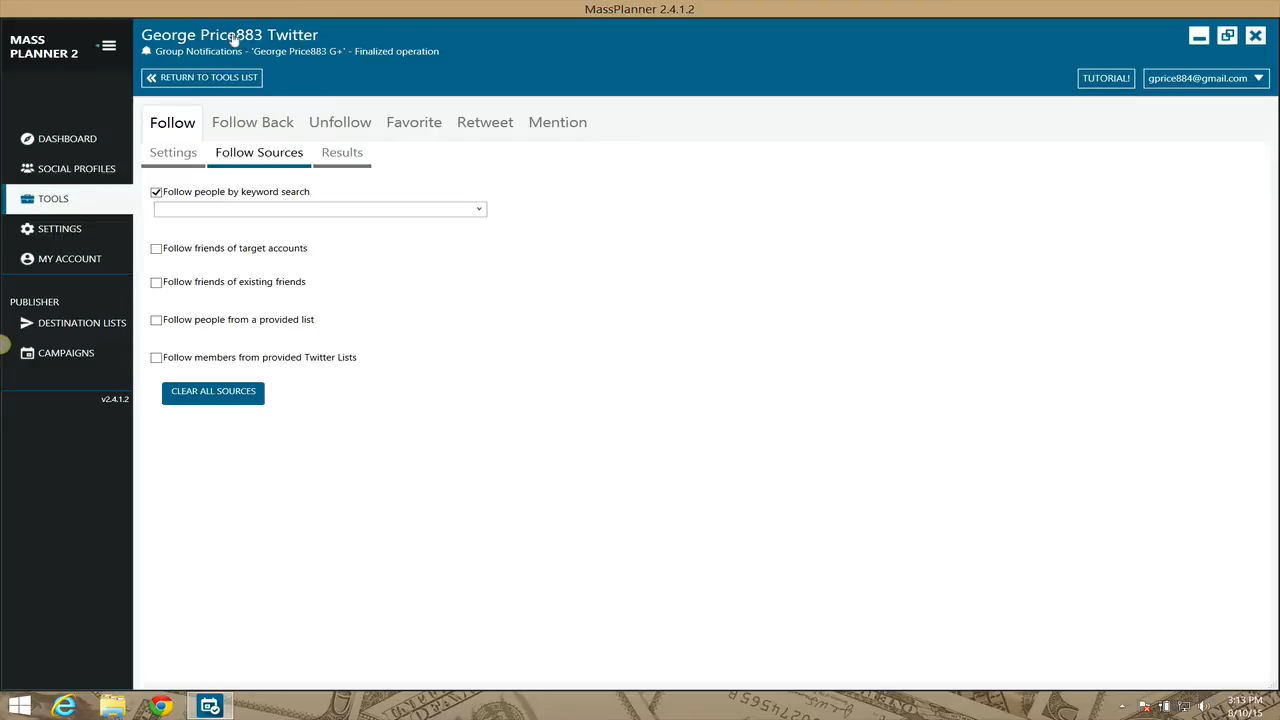 MassPlanner 2.4.1.2
MASS
PLANNER 2
George Price883 Twitter
Group Notifications - 'George Price883 G+' - Finalized operation
RETURN TO TOOLS LIST
TUTORIAL!
gprice884@gmail.com
Follow
Follow Back
Unfollow
Favorite
Retweet
Mention
Settings
Follow Sources
Results
DASHBOARD
SOCIAL PROFILES
TOOLS
SETTINGS
MY ACCOUNT
PUBLISHER
DESTINATION LISTS
CAMPAIGNS
v2.4.1.2
Follow people by keyword search
Follow friends of target accounts
Follow friends of existing friends
Follow people from a provided list
Follow members from provided Twitter Lists
CLEAR ALL SOURCES
3:13 PM
8/10/15